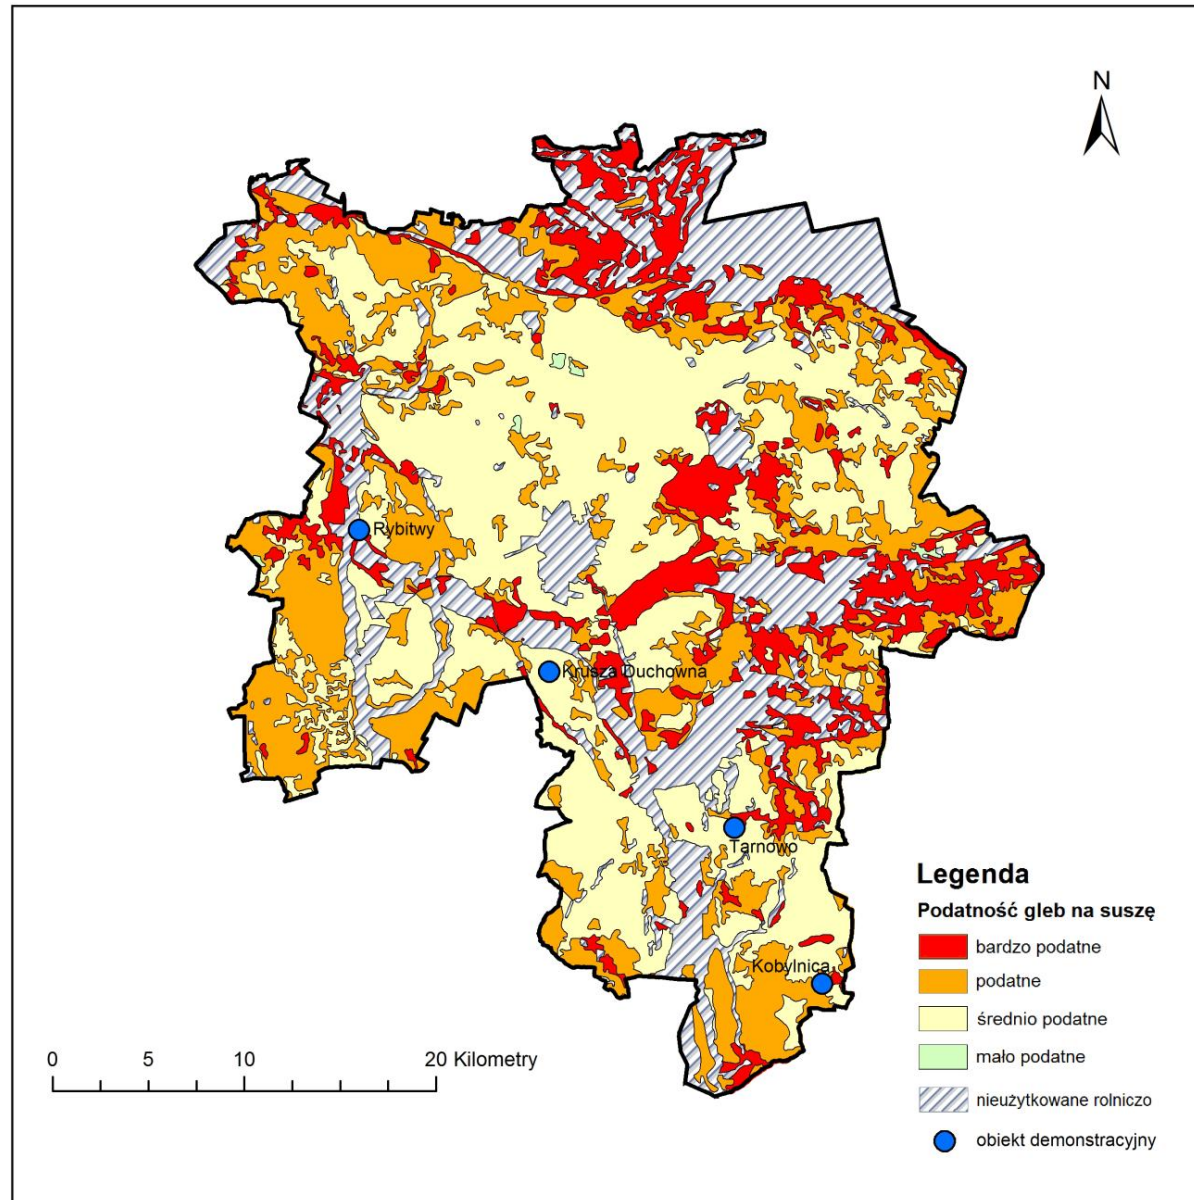 N
Rybitwy
Krusza Duchowna
Tarnowo
Kobylnica
Legenda
Podatność gleb na suszę
bardzo podatne
podatne
średnio podatne
mało podatne
nieużytkowane rolniczo
obiekt demonstracyjny
0 5 10 20 Kilometry